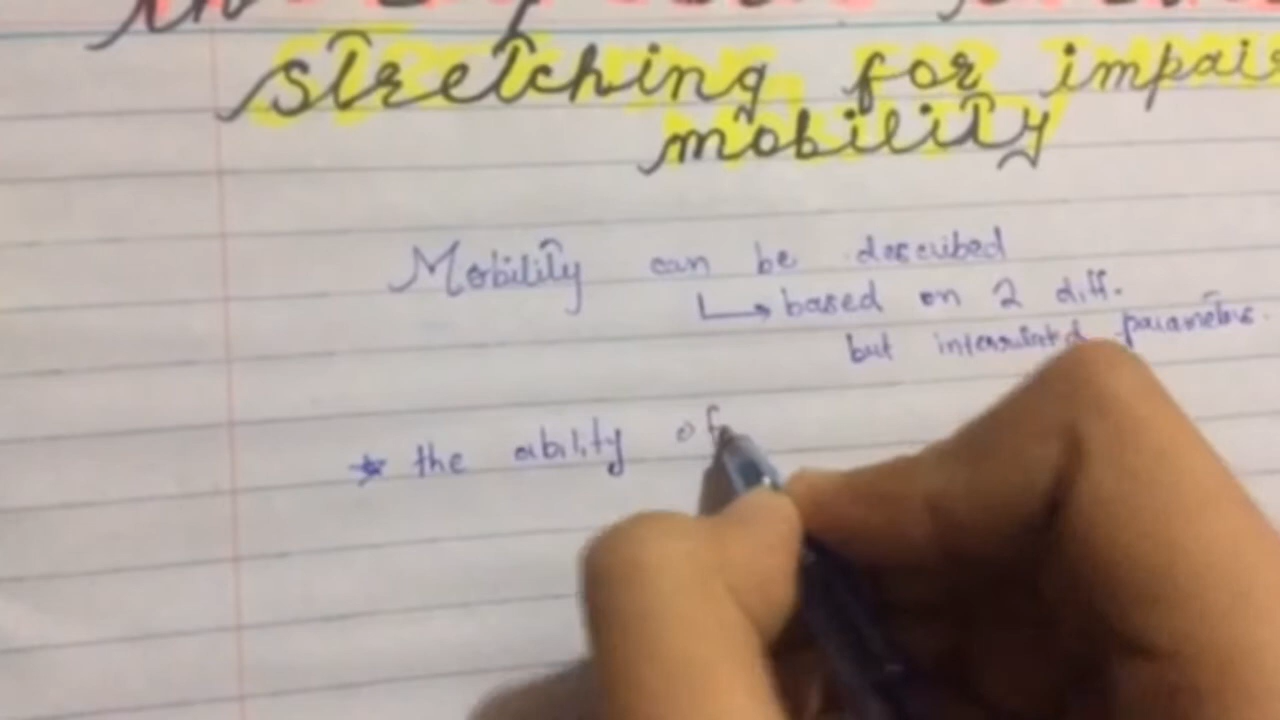 stretching for impai
mobility
Mobility can be described
↳ based on 2 diff.
but interrelated parameters.
* the ability of